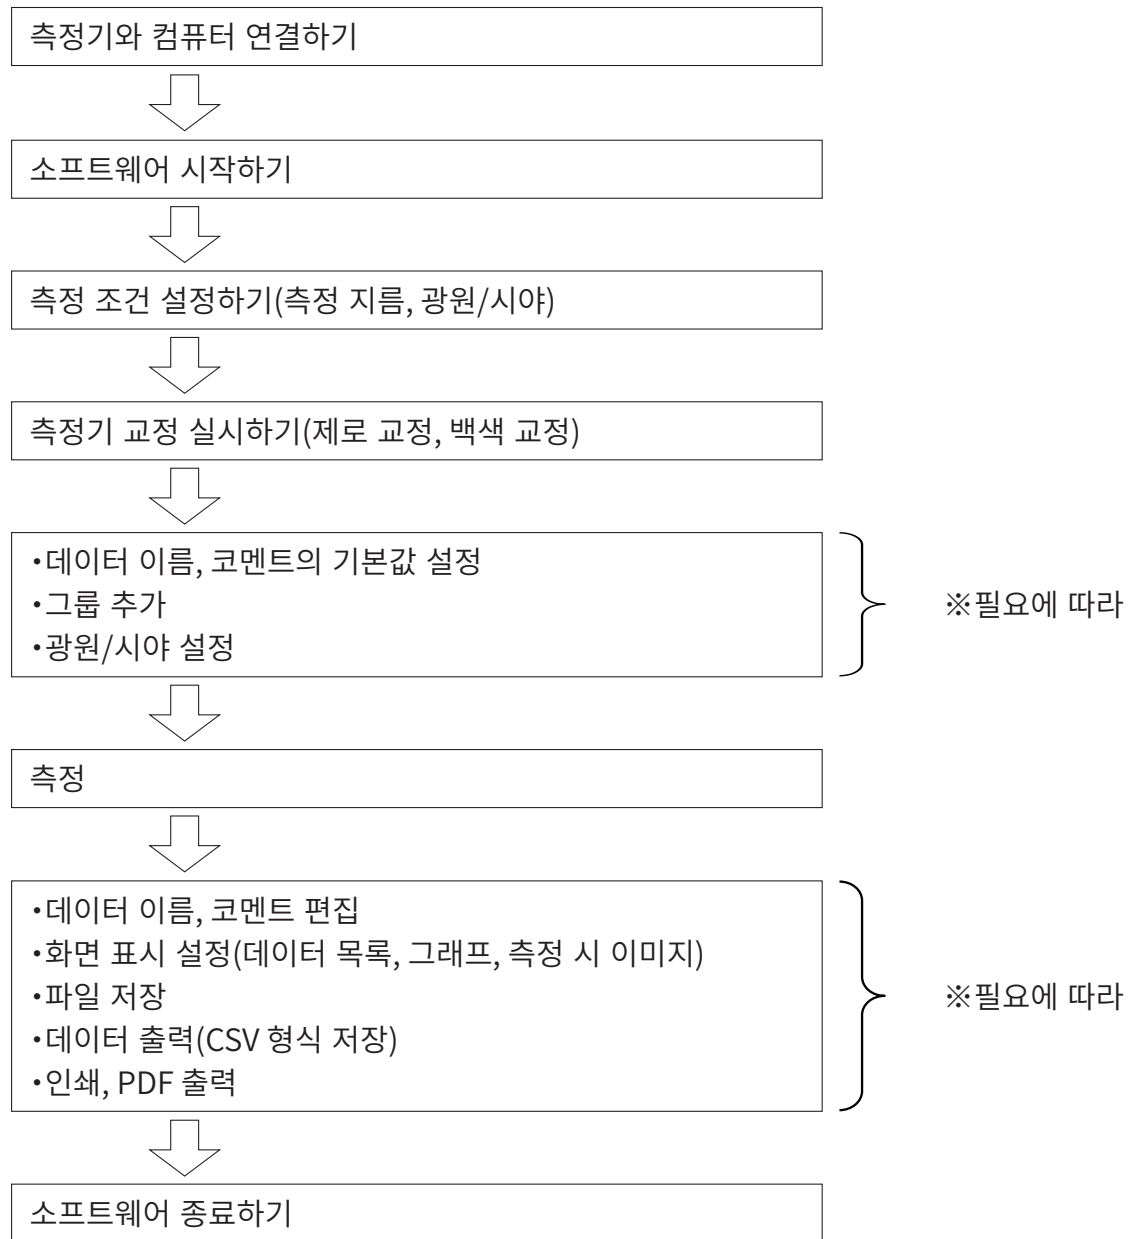 측정기와 컴퓨터 연결하기
소프트웨어 시작하기
측정 조건 설정하기(측정 지름, 광원/시야)
측정기 교정 실시하기(제로 교정, 백색 교정)
•데이터 이름, 코멘트의 기본값 설정
•그룹 추가
•광원/시야 설정
※필요에 따라
측정
•데이터 이름, 코멘트 편집
•화면 표시 설정(데이터 목록, 그래프, 측정 시 이미지)
•파일 저장
•데이터 출력(CSV 형식 저장)
•인쇄, PDF 출력
※필요에 따라
소프트웨어 종료하기